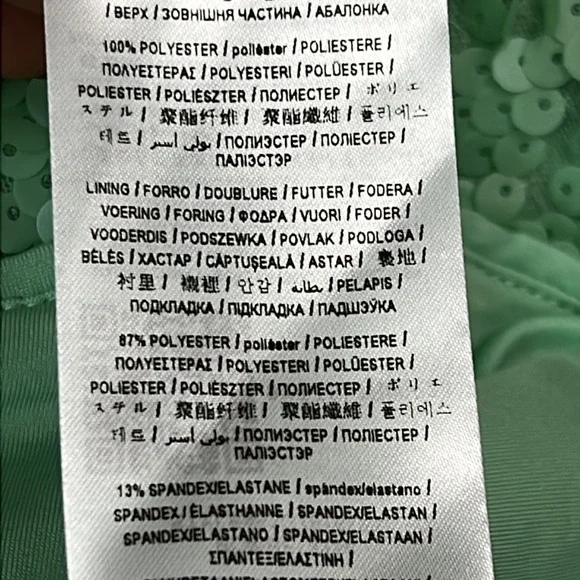 / ВЕРХ / ЗОВНІШНЯ ЧАСТИНА / АБАЛОНКА
100% POLYESTER / poliéster / POLIESTERE /
ΠΟΛΥΕΣΤΕΡΑΣ / POLYESTERI / POLÜESTER /
POLIESTER / POLIÉSZTER / ПОЛИЕСТЕР / ポリエ
ステル / 聚酯纤维 / 聚酯纖維 / 폴리에스
테르 / بولي أستر / ПОЛИЭСТЕР / ПОЛІЕСТЕР /
ПАЛІЭСТЭР
LINING / FORRO / DOUBLURE / FUTTER / FODERA /
VOERING / FORING / ΦΟΔΡΑ / VUORI / FODER /
VOODERDIS / PODSZEWKA / POVLAK / PODLOGA /
BÉLÉS / ХАСТАР / CĂPTUŞEALĂ / ASTAR / 裏地 /
衬里 / 襯裡 / 안감 / بطانه / PELAPIS /
ПОДКЛАДКА / ПІДКЛАДКА / ПАДШЭЎКА
87% POLYESTER / poliéster / POLIESTERE /
ΠΟΛΥΕΣΤΕΡΑΣ / POLYESTERI / POLÜESTER /
POLIESTER / POLIÉSZTER / ПОЛИЕСТЕР / ポリエ
ステル / 聚酯纤维 / 聚酯纖維 / 폴리에스
테르 / بولي أستر / ПОЛИЭСТЕР / ПОЛІЕСТЕР /
ПАЛІЭСТЭР
13% SPANDEX/ELASTANE / spándex/elastano /
SPANDEX / ÉLASTHANNE / SPANDEX/ELASTAN /
SPANDEX/ELASTANO / SPANDEX/ELASTAAN /
ΣΠΑΝΤΕΞ/ΕΛΑΣΤΙΝΗ /